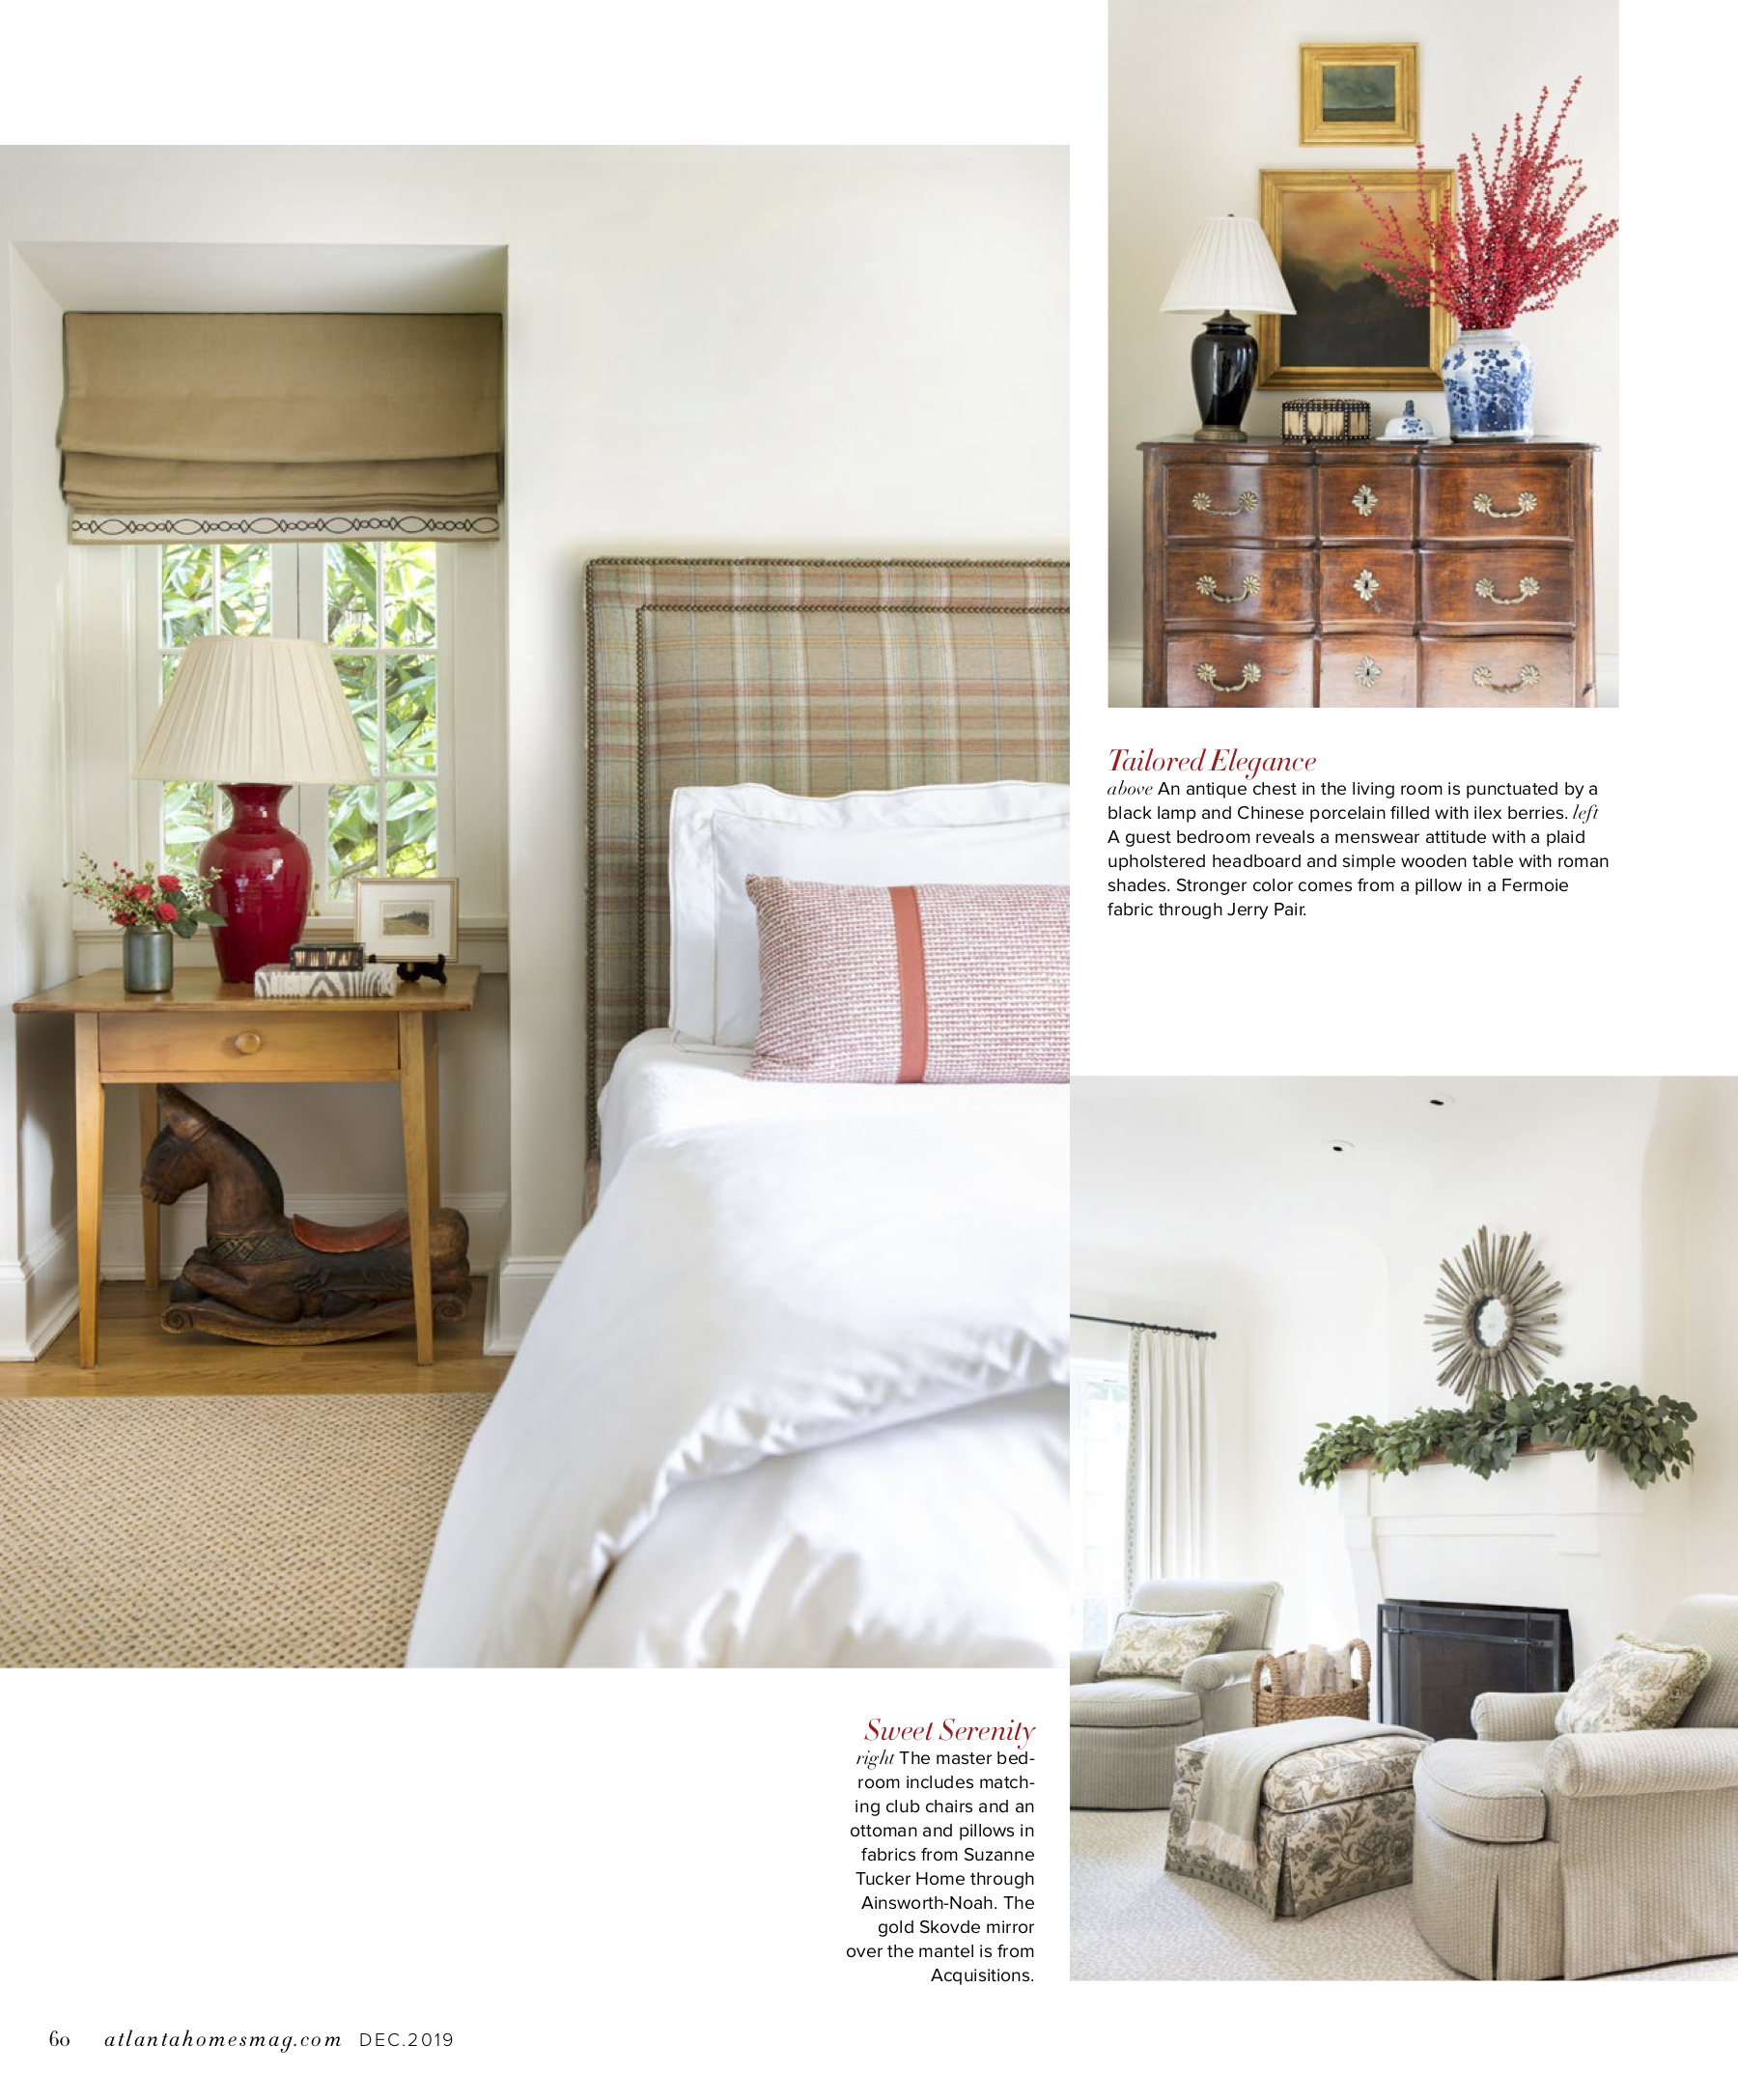 Tailored Elegance
above An antique chest in the living room is punctuated by a
black lamp and Chinese porcelain filled with ilex berries. left
A guest bedroom reveals a menswear attitude with a plaid
upholstered headboard and simple wooden table with roman
shades. Stronger color comes from a pillow in a Fermoie
fabric through Jerry Pair.
Sweet Serenity
right The master bed-
room includes match-
ing club chairs and an
ottoman and pillows in
fabrics from Suzanne
Tucker Home through
Ainsworth-Noah. The
gold Skovde mirror
over the mantel is from
Acquisitions.
60 atlantahomesmag.com DEC.2019